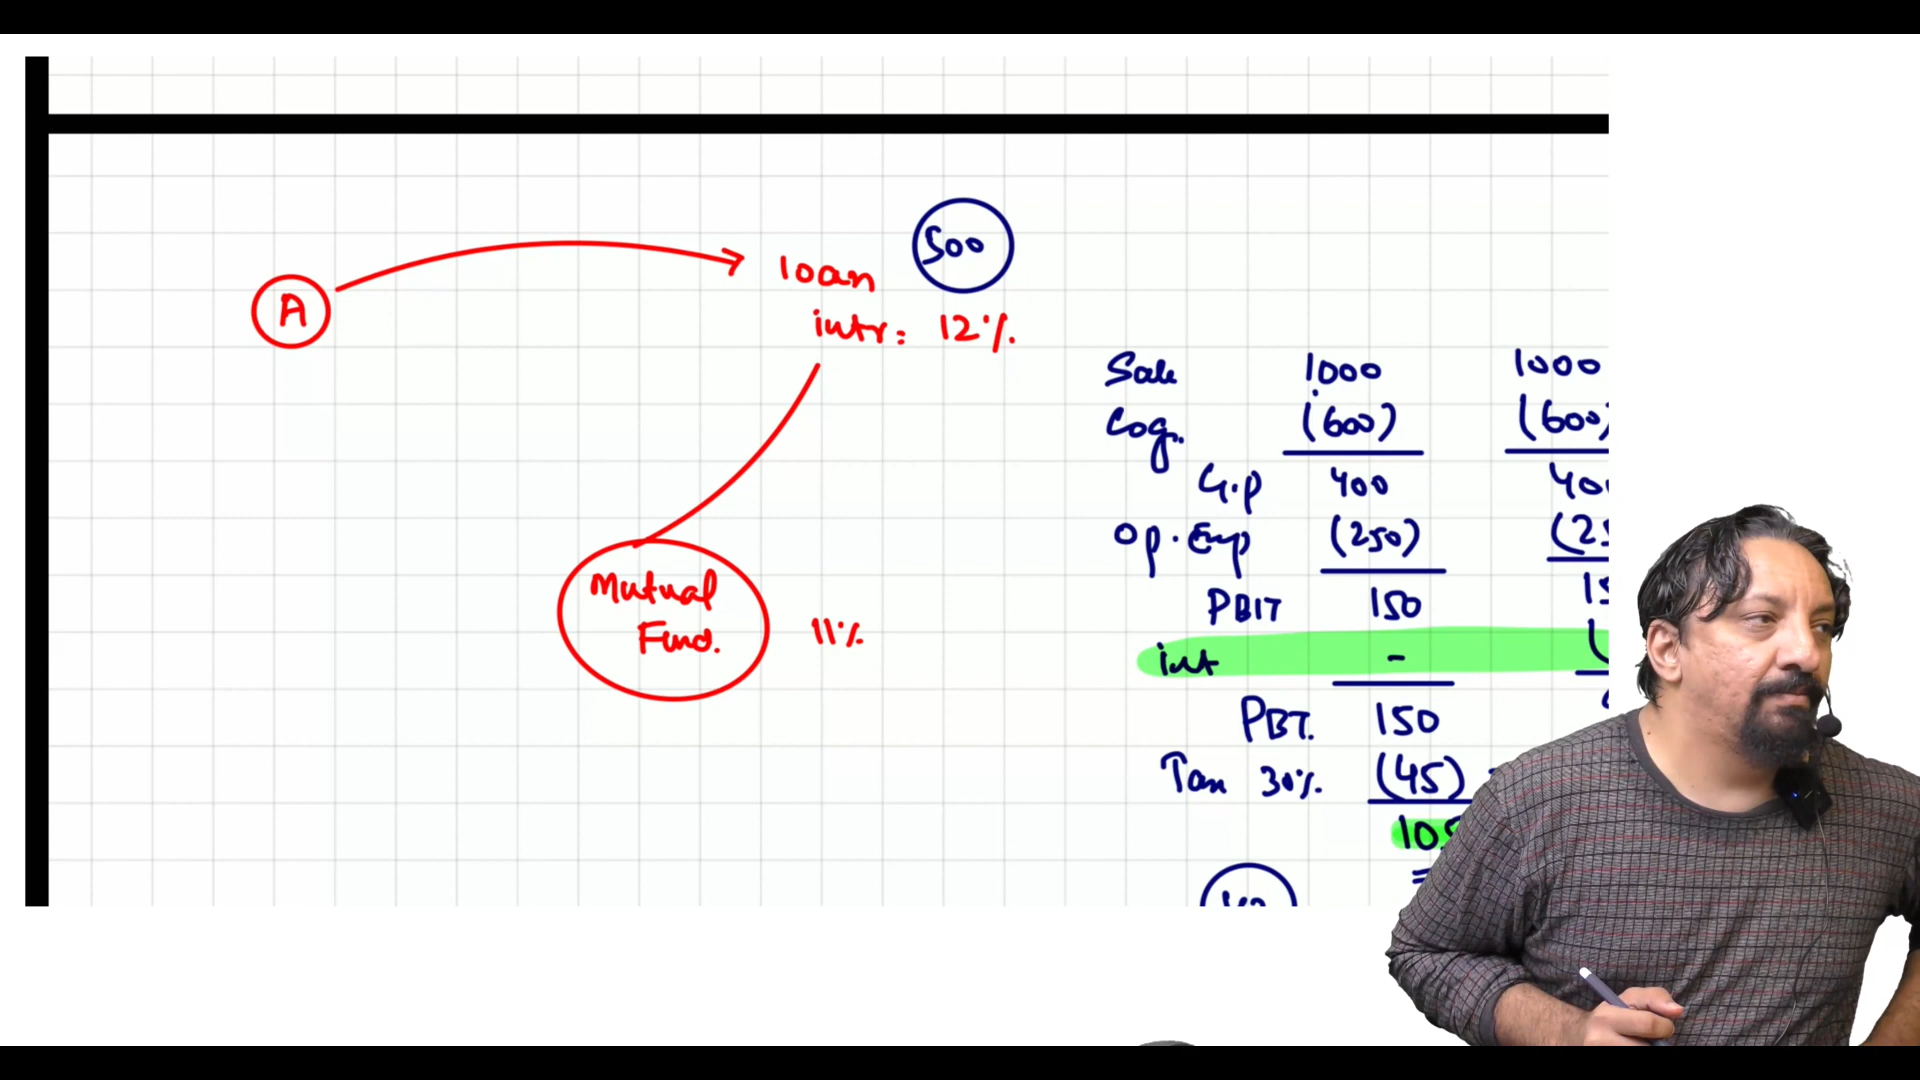 500
A
loan
intr: 12%
Sale 1000 1000
Cog. (600) (600)
G.P 400
Op. Exp (250)
PBIT 150
Mutual
Fund.
11%
int -
PBT. 150
Tax 30% (45)